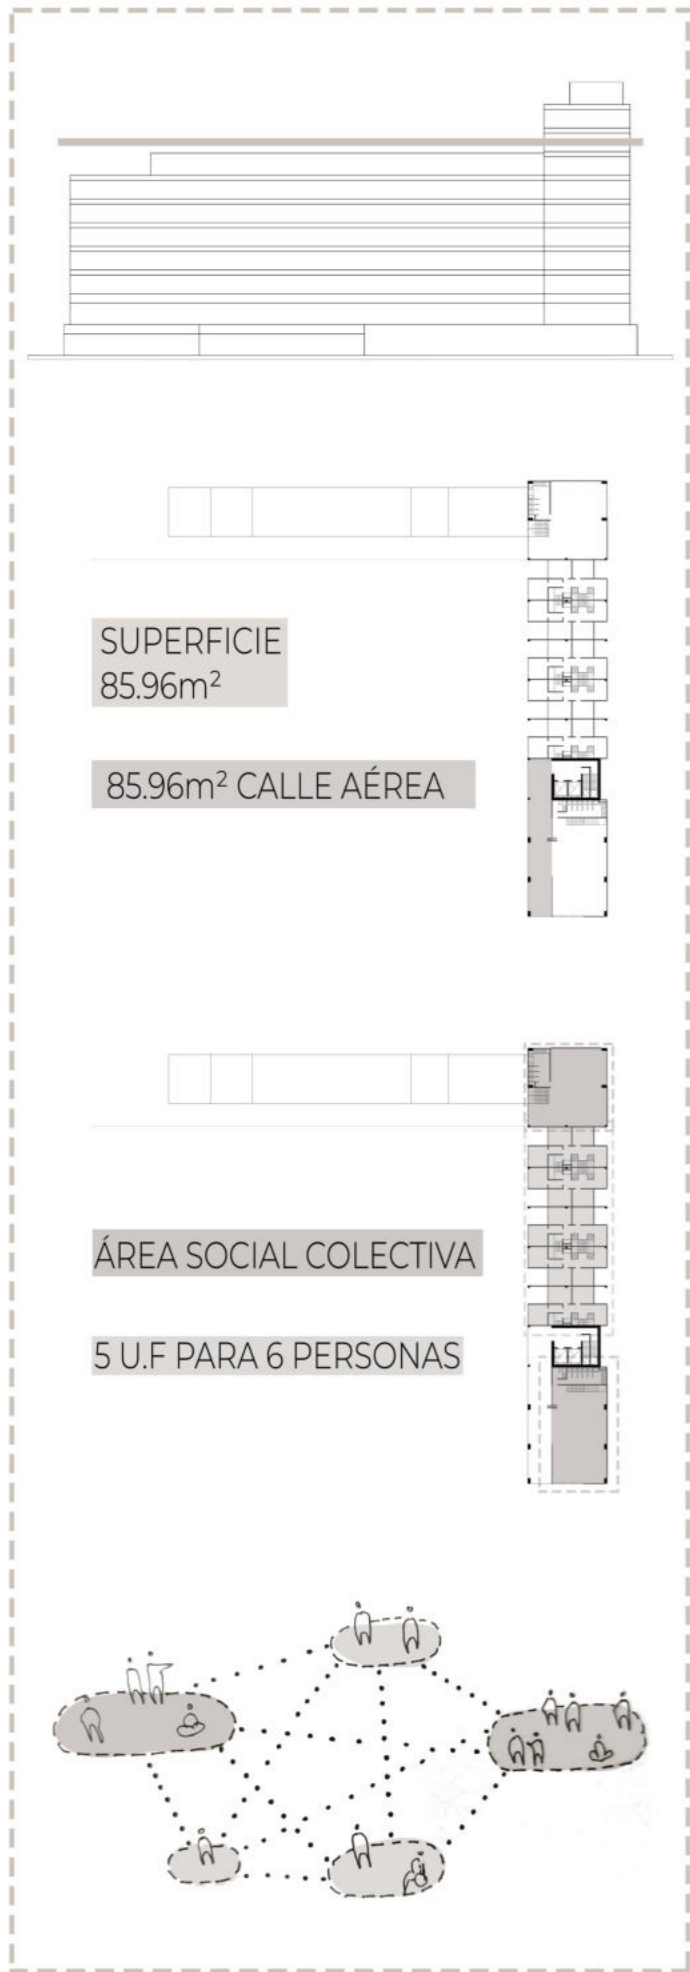 SUPERFICIE
85.96m²
85.96m² CALLE AÉREA
ÁREA SOCIAL COLECTIVA
5 U.F PARA 6 PERSONAS